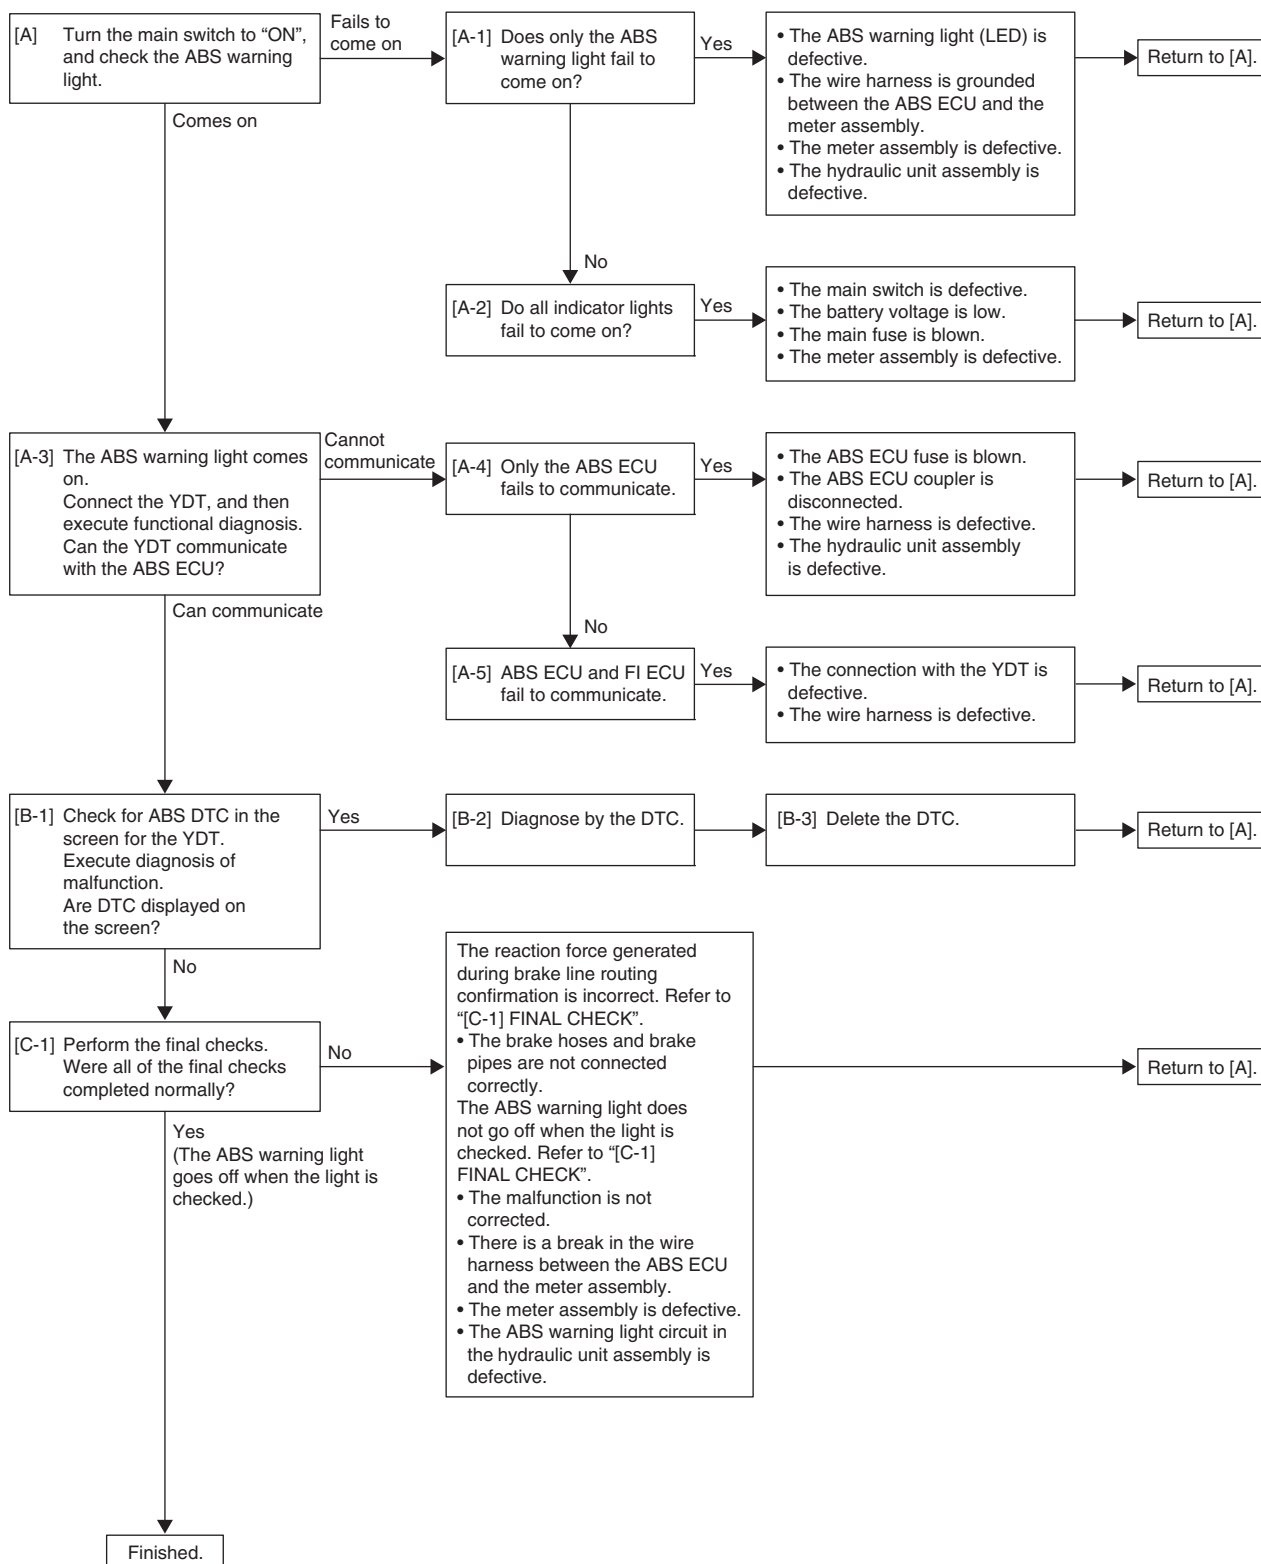 [A] Turn the main switch to “ON”,
and check the ABS warning
light.
Fails to
come on
[A-1] Does only the ABS
warning light fail to
come on?
Yes
• The ABS warning light (LED) is
defective.
• The wire harness is grounded
between the ABS ECU and the
meter assembly.
• The meter assembly is defective.
• The hydraulic unit assembly is
defective.
Return to [A].
Comes on
No
[A-2] Do all indicator lights
fail to come on?
Yes
• The main switch is defective.
• The battery voltage is low.
• The main fuse is blown.
• The meter assembly is defective.
Return to [A].
[A-3] The ABS warning light comes
on.
Connect the YDT, and then
execute functional diagnosis.
Can the YDT communicate
with the ABS ECU?
Cannot
communicate
[A-4] Only the ABS ECU
fails to communicate.
Yes
• The ABS ECU fuse is blown.
• The ABS ECU coupler is
disconnected.
• The wire harness is defective.
• The hydraulic unit assembly
is defective.
Return to [A].
Can communicate
No
[A-5] ABS ECU and FI ECU
fail to communicate.
Yes
• The connection with the YDT is
defective.
• The wire harness is defective.
Return to [A].
[B-1] Check for ABS DTC in the
screen for the YDT.
Execute diagnosis of
malfunction.
Are DTC displayed on
the screen?
Yes
[B-2] Diagnose by the DTC.
[B-3] Delete the DTC.
Return to [A].
No
[C-1] Perform the final checks.
Were all of the final checks
completed normally?
No
The reaction force generated
during brake line routing
confirmation is incorrect. Refer to
“[C-1] FINAL CHECK”.
• The brake hoses and brake
pipes are not connected
correctly.
The ABS warning light does
not go off when the light is
checked. Refer to “[C-1]
FINAL CHECK”.
• The malfunction is not
corrected.
• There is a break in the wire
harness between the ABS ECU
and the meter assembly.
• The meter assembly is defective.
• The ABS warning light circuit in
the hydraulic unit assembly is
defective.
Return to [A].
Yes
(The ABS warning light
goes off when the light is
checked.)
Finished.